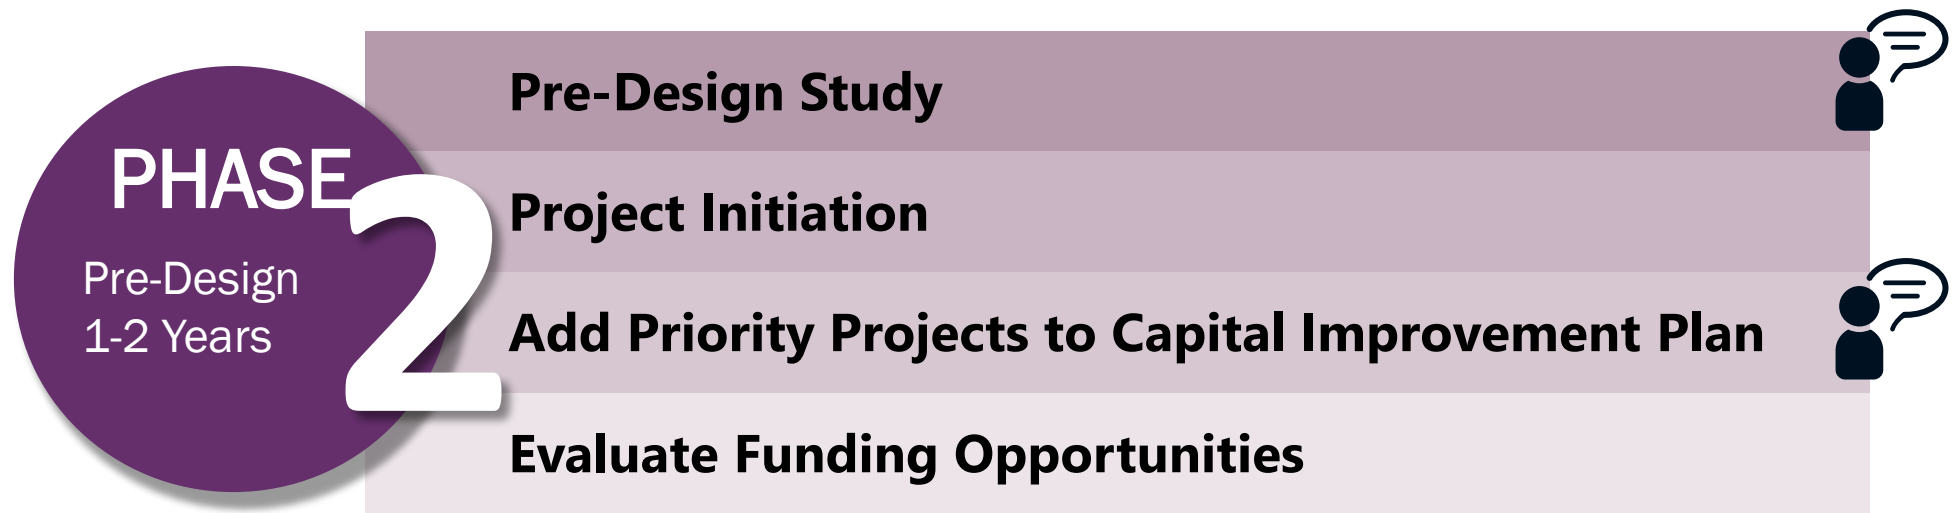 PHASE
2
Pre-Design
1-2 Years
Pre-Design Study
Project Initiation
Add Priority Projects to Capital Improvement Plan
Evaluate Funding Opportunities